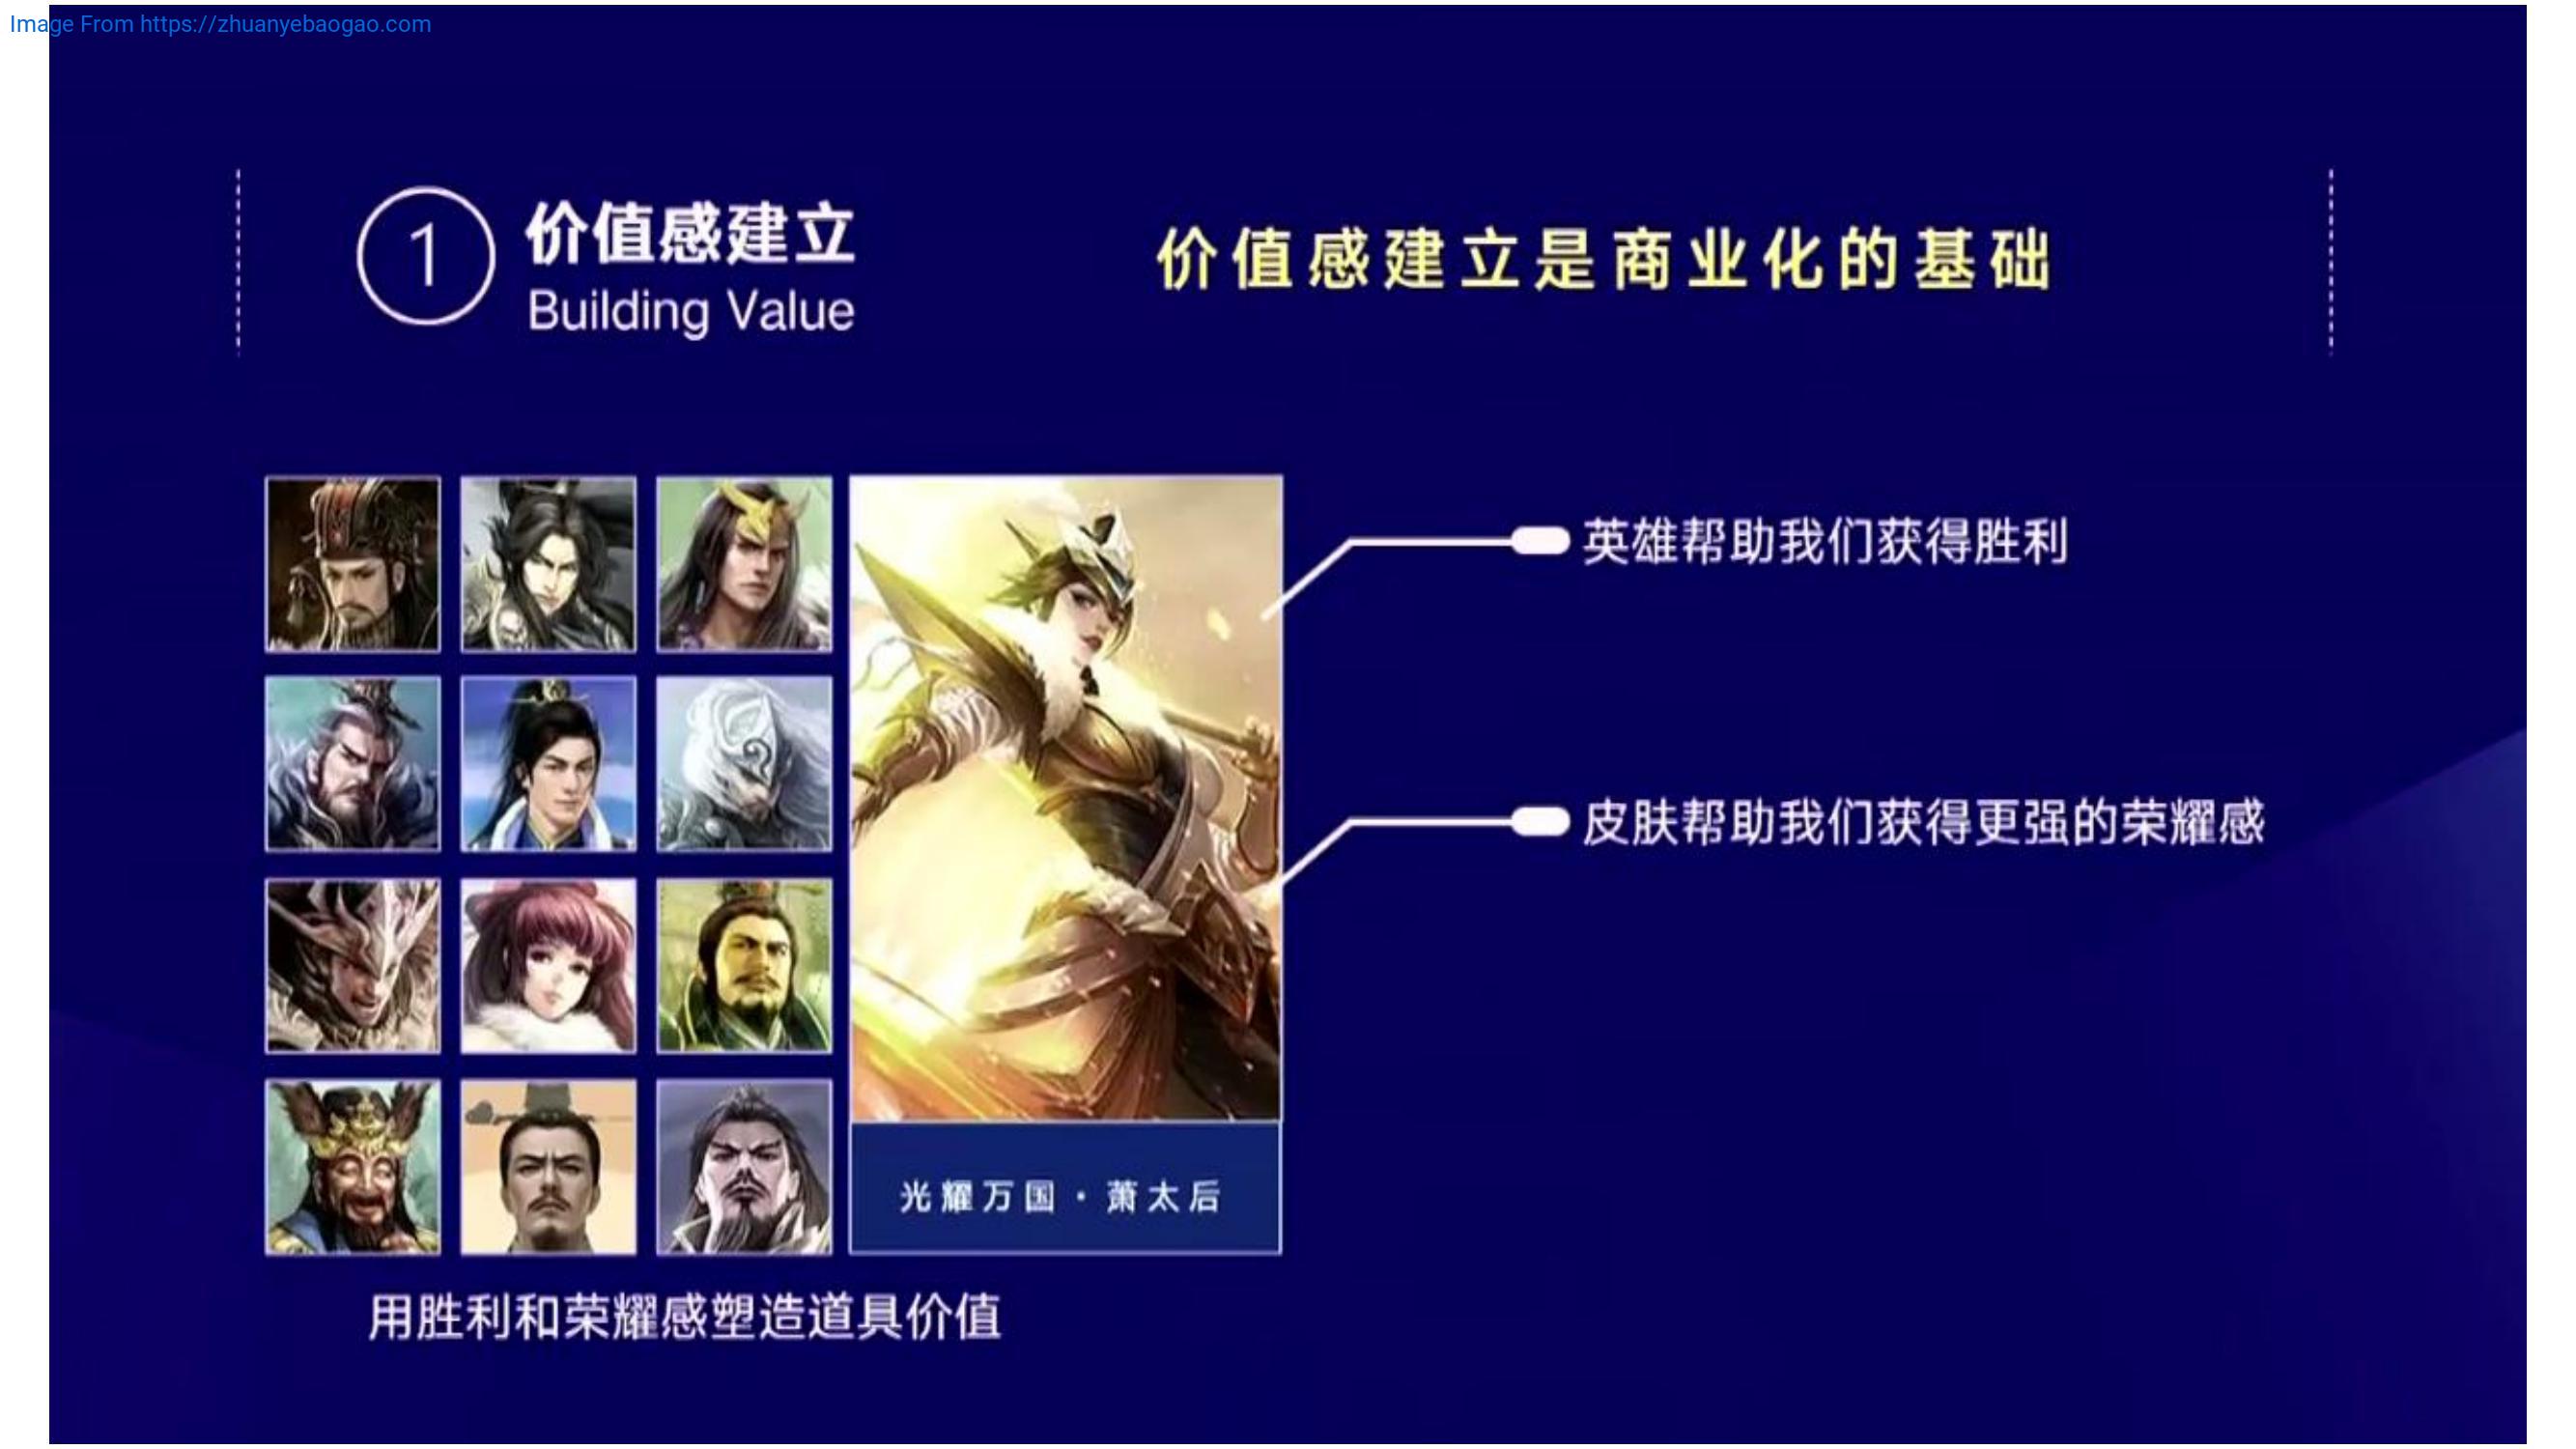 Image From https://zhuanyebaogao.com
1
价值感建立
Building Value
价值感建立是商业化的基础
英雄帮助我们获得胜利
皮肤帮助我们获得更强的荣耀感
光耀万国·萧太后
用胜利和荣耀感塑造道具价值